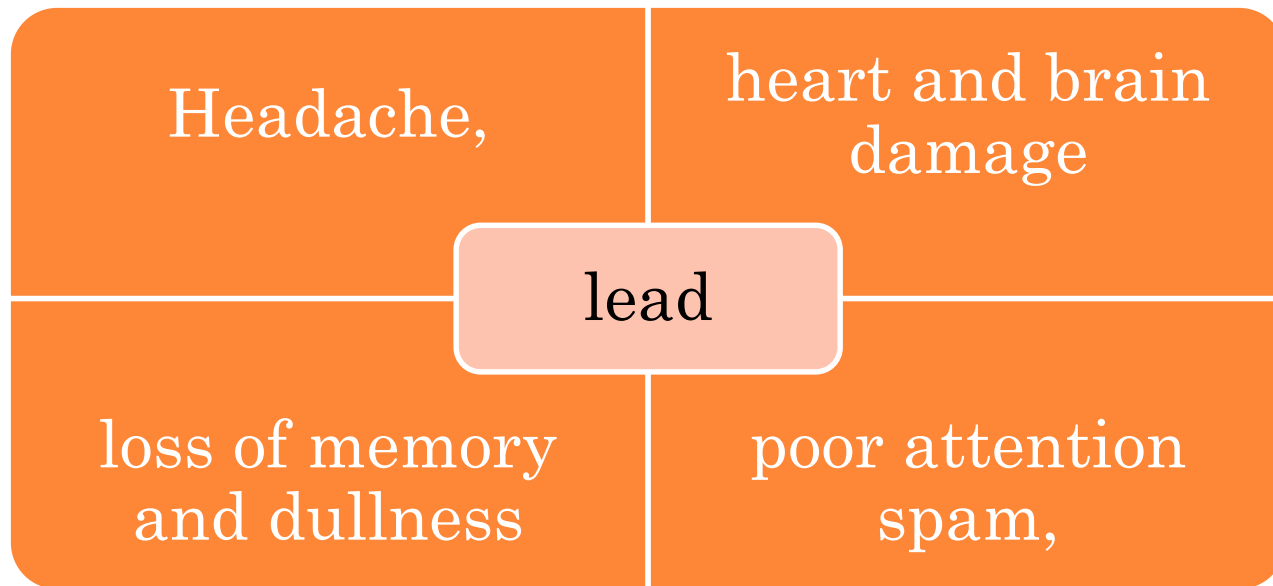 Headache,
heart and brain
damage
lead
loss of memory
and dullness
poor attention
spam,